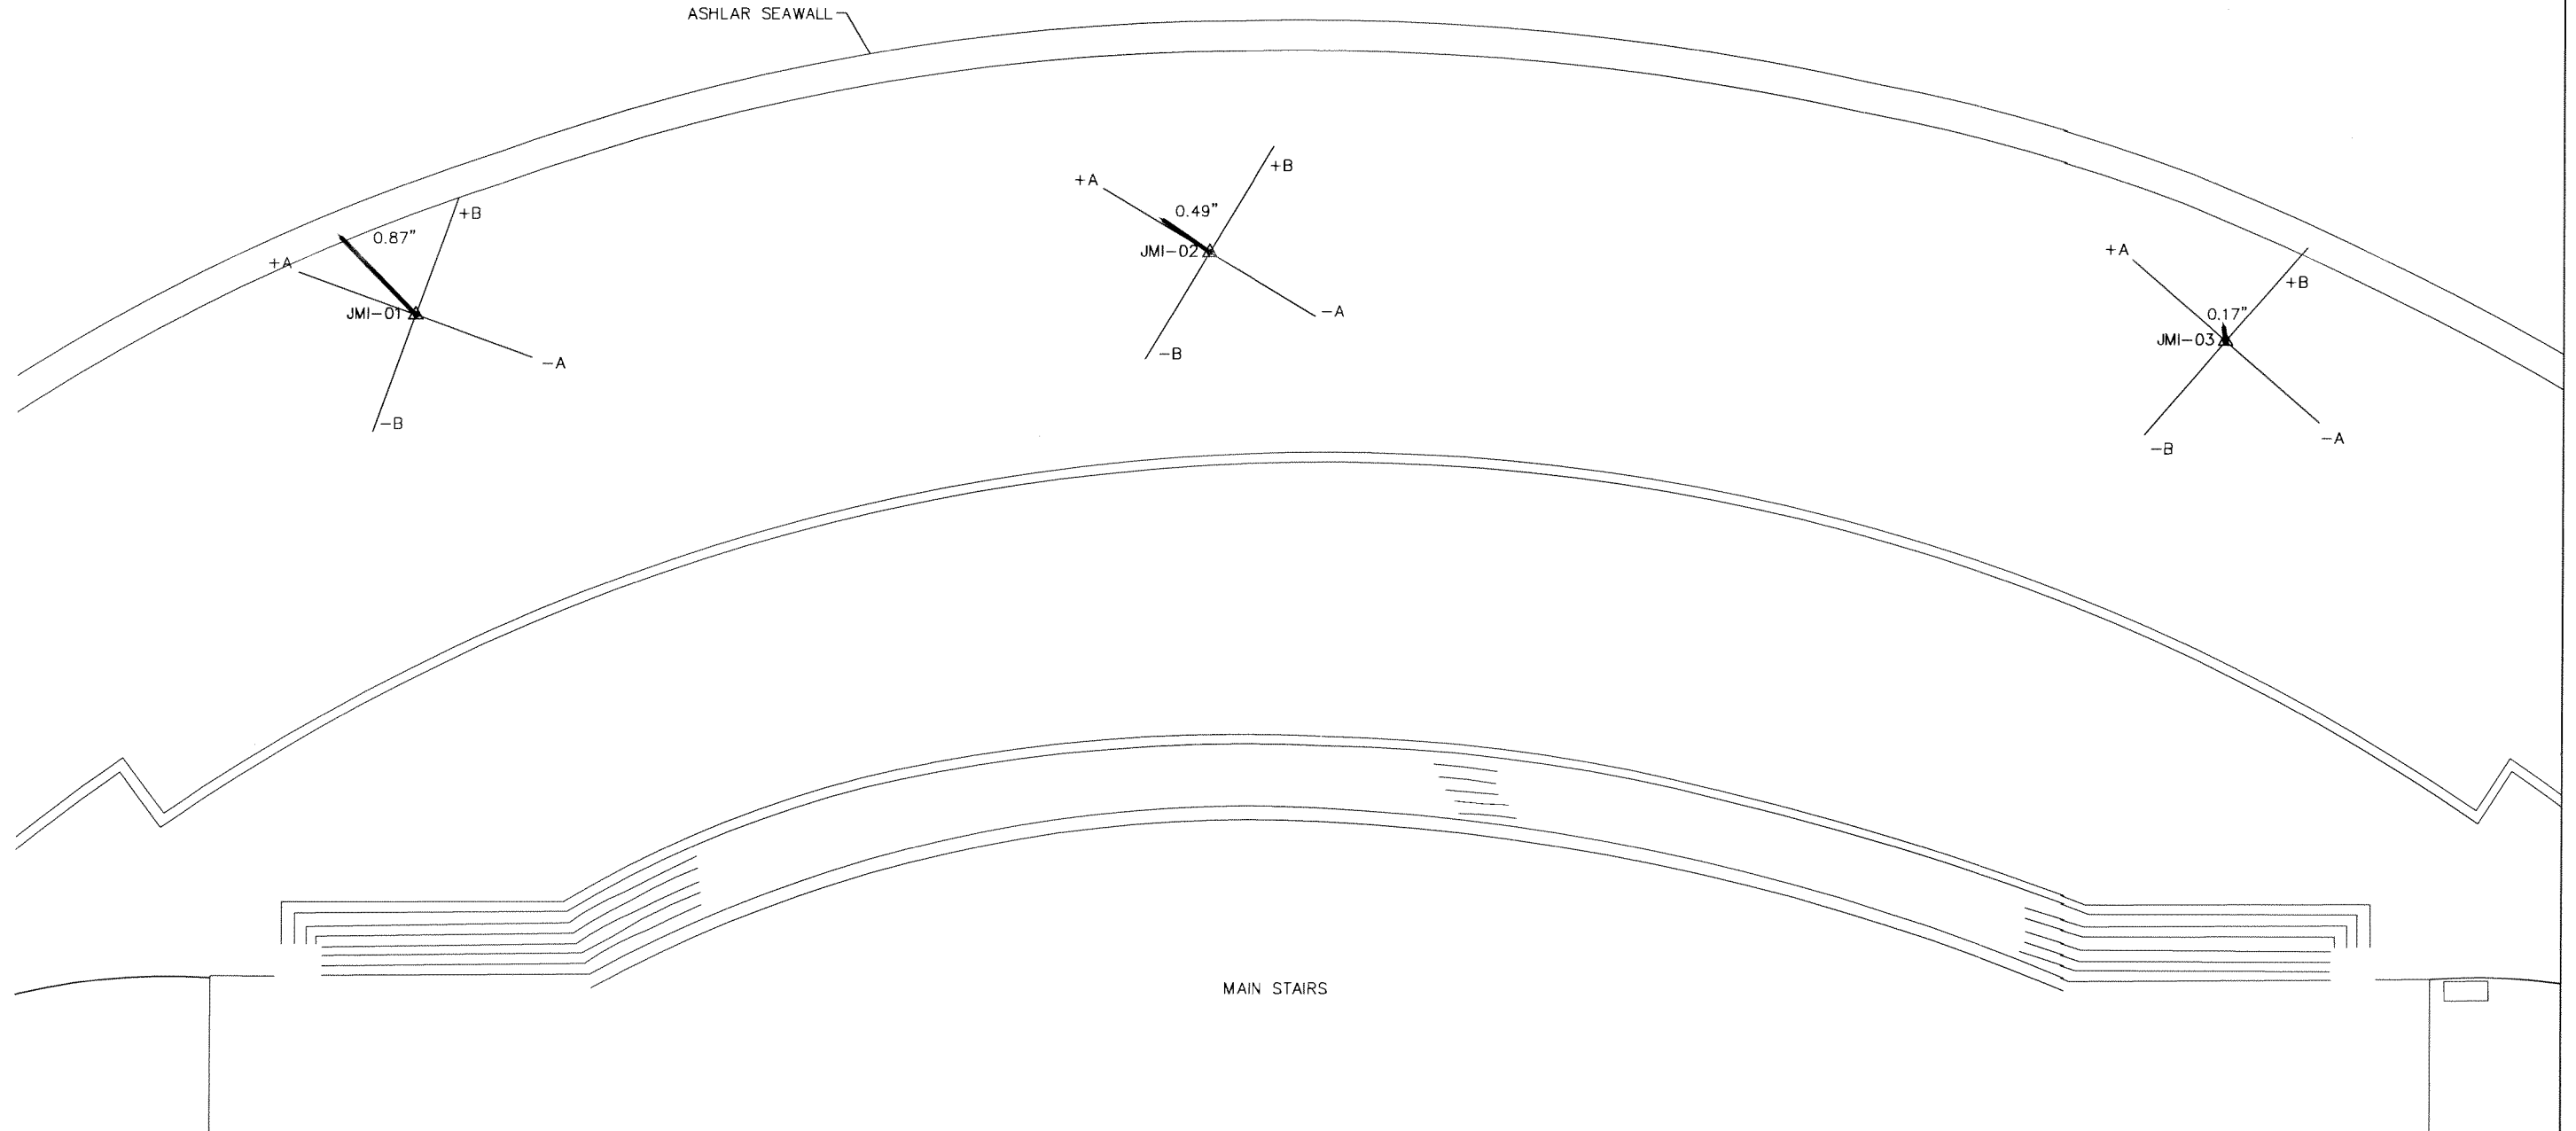 ASHLAR SEAWALL
+B
+A
+B
0.49"
0.87"
JMI-02
+A
+A
+B
0.17"
JMI-01
-A
JMI-03
-B
-A
-B
-A
-B
MAIN STAIRS